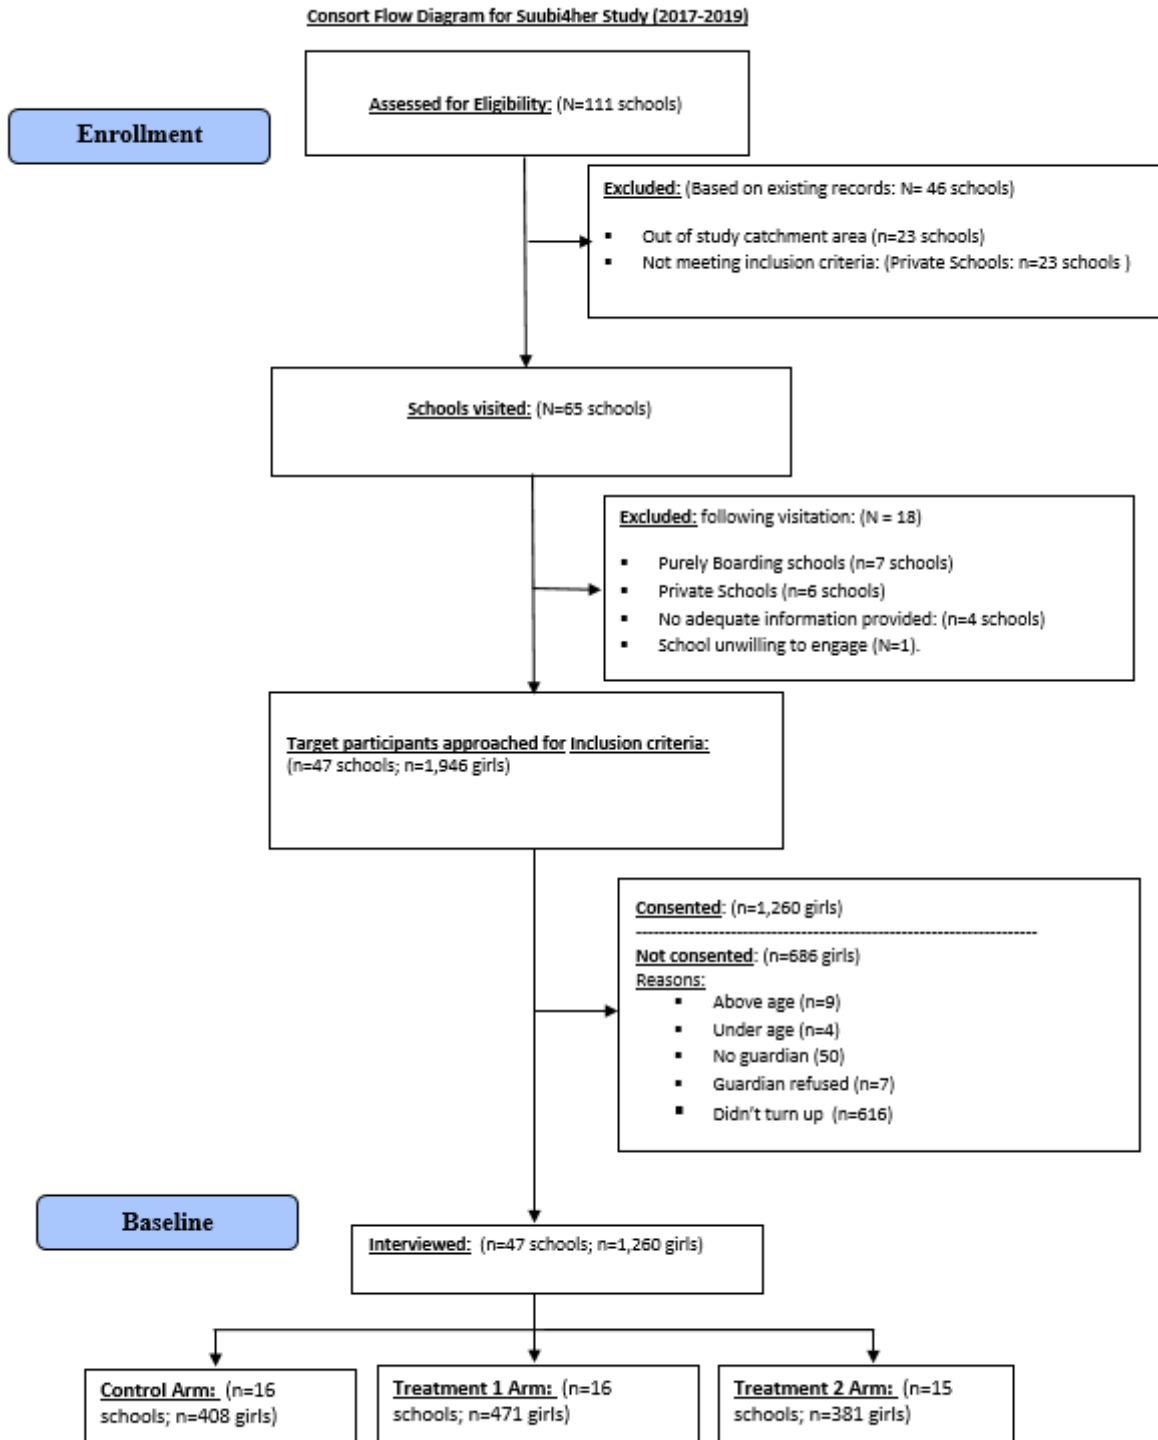 Consort Flow Diagram for Suubi4her Study (2017-2019)
Assessed for Eligibility: (N=111 schools)
Enrollment
Excluded: (Based on existing records: N= 46 schools)
▪ Out of study catchment area (n=23 schools)
▪ Not meeting inclusion criteria: (Private Schools: n=23 schools )
Schools visited: (N=65 schools)
Excluded: following visitation: (N = 18)
▪ Purely Boarding schools (n=7 schools)
▪ Private Schools (n=6 schools)
▪ No adequate information provided: (n=4 schools)
▪ School unwilling to engage (N=1).
Target participants approached for Inclusion criteria:
(n=47 schools; n=1,946 girls)
Consented: (n=1,260 girls)
------------------------------------------------------------------------
Not consented: (n=686 girls)
Reasons:
▪ Above age (n=9)
▪ Under age (n=4)
▪ No guardian (50)
▪ Guardian refused (n=7)
▪ Didn't turn up (n=616)
Baseline
Interviewed: (n=47 schools; n=1,260 girls)
Control Arm: (n=16
schools; n=408 girls)
Treatment 1 Arm: (n=16
schools; n=471 girls)
Treatment 2 Arm: (n=15
schools; n=381 girls)